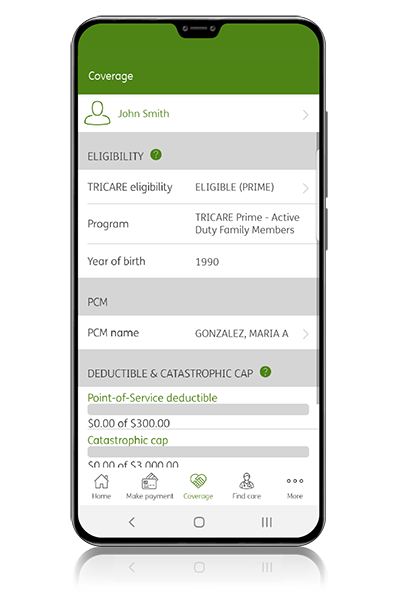 Coverage
John Smith
ELIGIBILITY ?
TRICARE eligibility ELIGIBLE (PRIME)
Program TRICARE Prime - Active
Duty Family Members
Year of birth 1990
PCM
PCM name GONZALEZ, MARIA A
DEDUCTIBLE & CATASTROPHIC CAP ?
Point-of-Service deductible
$0.00 of $300.00
Catastrophic cap
$0.00 of $3,000.00
Home Make payment Coverage Find care More